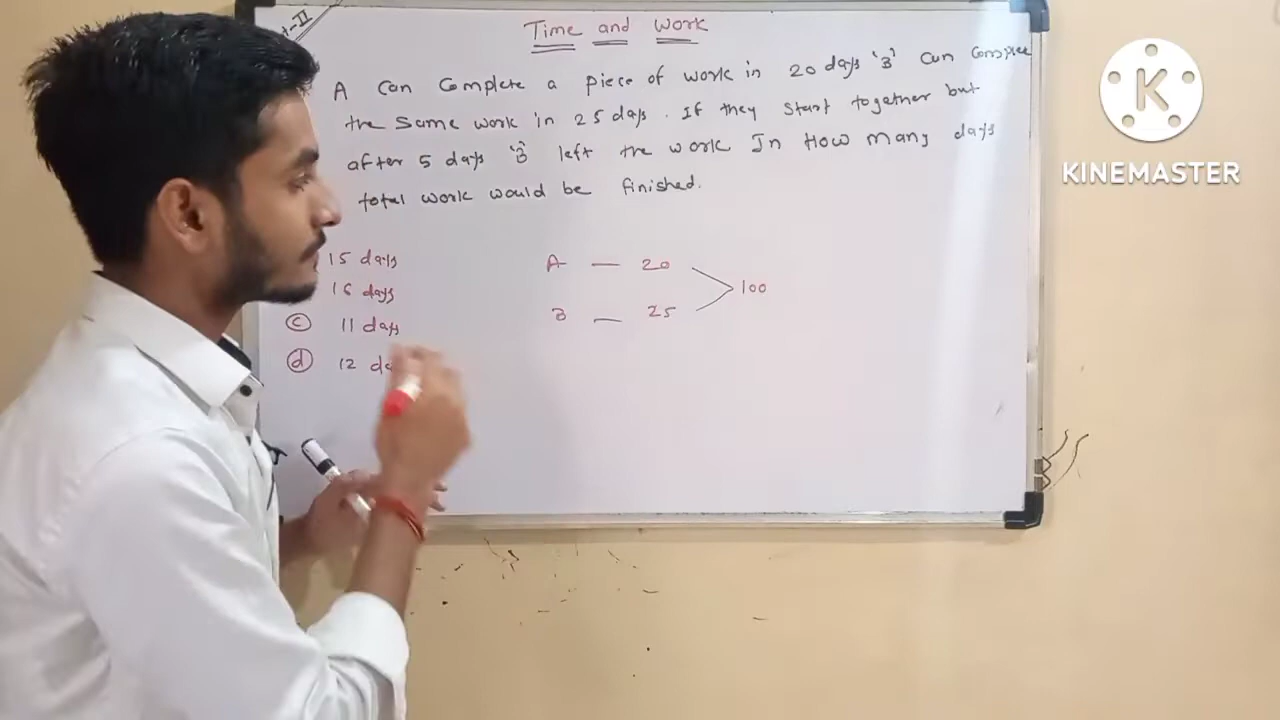 Time and Work
A Can Complete a piece of work in 20 days 'B' Can
the Same work in 25 days. If they Start together but
after 5 days 'B' left the work In How Many days
total work would be finished.
15 days
16 days
(c) 11 days
(d) 12
A — 20
100
B — 25
K
KINEMASTER